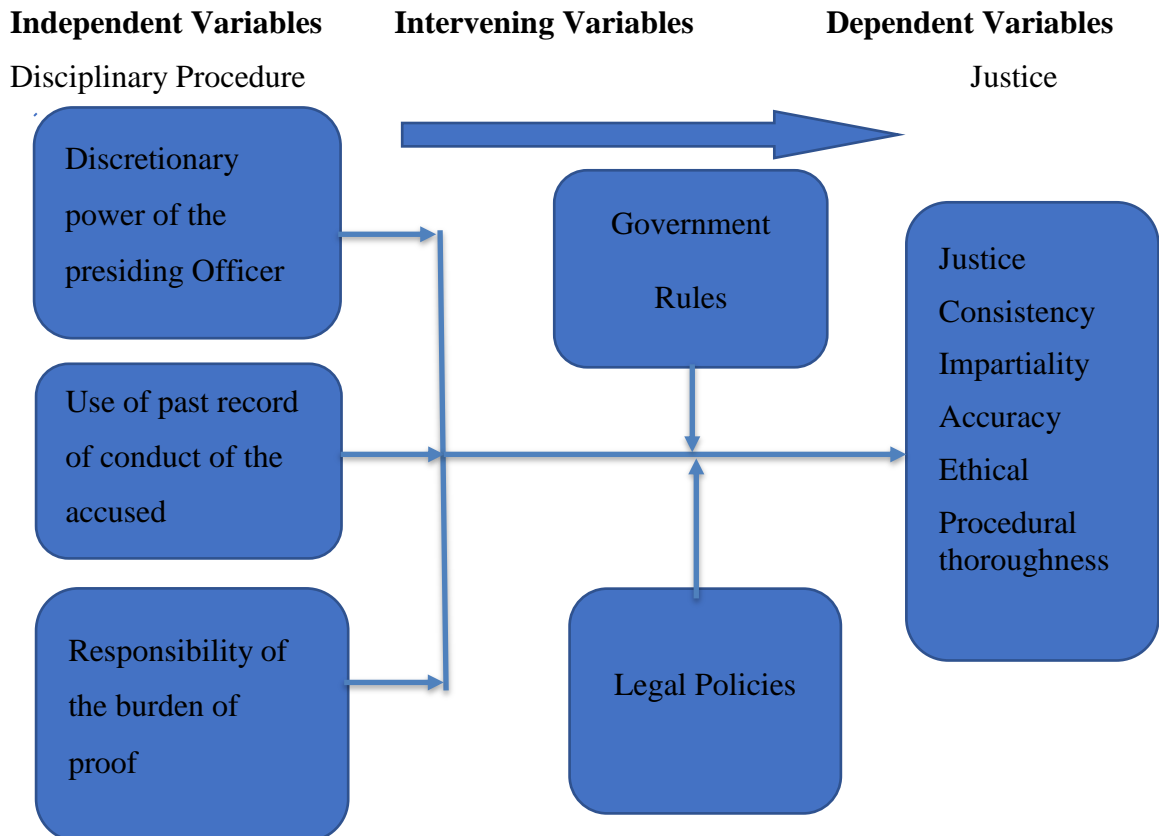 Independent Variables
Intervening Variables
Dependent Variables
Disciplinary Procedure
Justice
Discretionary
power of the
presiding Officer
Use of past record
of conduct of the
accused
Responsibility of
the burden of
proof
Government
Rules
Legal Policies
Justice
Consistency
Impartiality
Accuracy
Ethical
Procedural
thoroughness